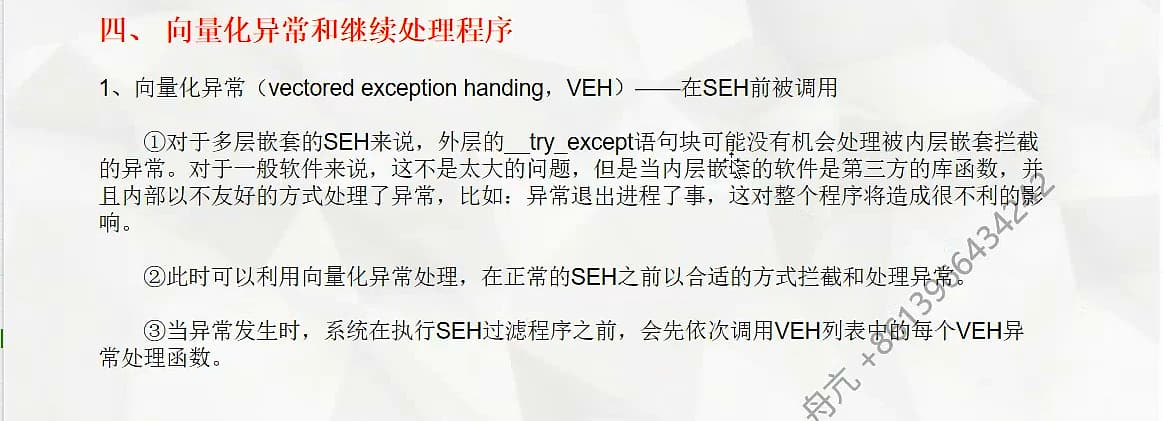 四、 向量化异常和继续处理程序
1、向量化异常（vectored exception handing，VEH）——在SEH前被调用
①对于多层嵌套的SEH来说，外层的__try_except语句块可能没有机会处理被内层嵌套拦截
的异常。对于一般软件来说，这不是太大的问题，但是当内层嵌套的软件是第三方的库函数，并
且内部以不友好的方式处理了异常，比如：异常退出进程了事，这对整个程序将造成很不利的影
响。
②此时可以利用向量化异常处理，在正常的SEH之前以合适的方式拦截和处理异常。
③当异常发生时，系统在执行SEH过滤程序之前，会先依次调用VEH列表中的每个VEH异
常处理函数。